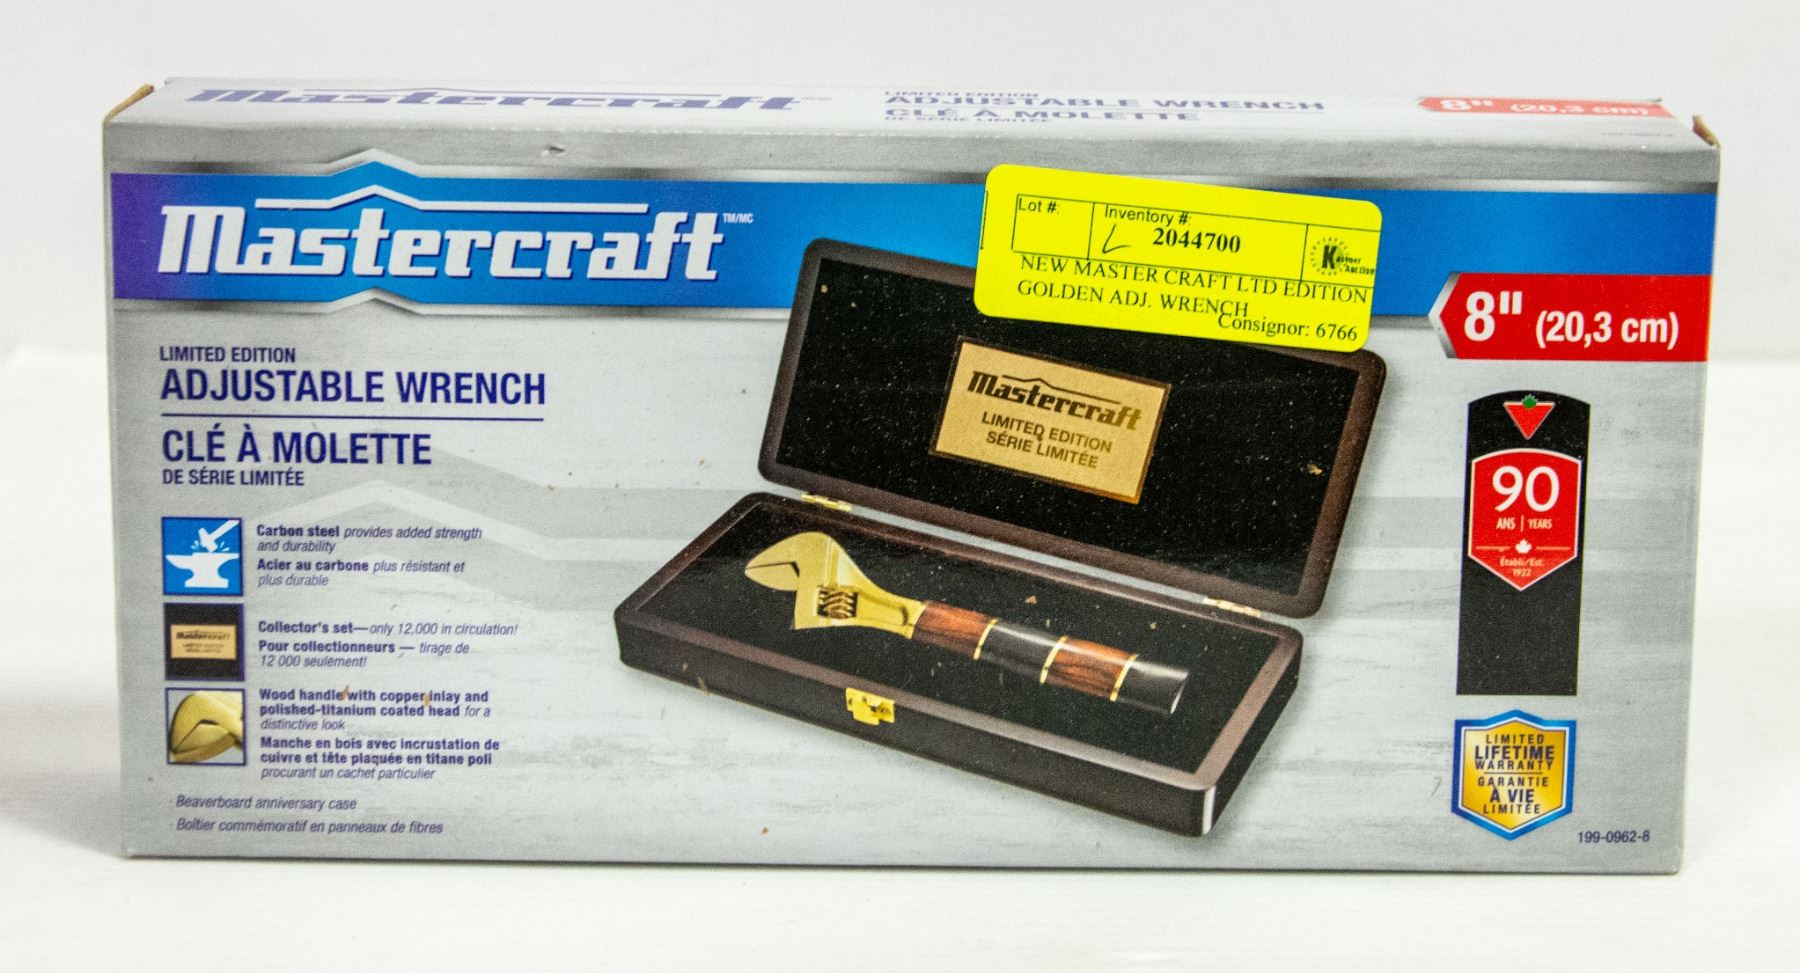 Mastercraft
LIMITED EDITION
ADJUSTABLE WRENCH
CLÉ À MOLETTE
DE SÉRIE LIMITÉE
8" (20,3 cm)
Mastercraft TM/MC
LIMITED EDITION
ADJUSTABLE WRENCH
CLÉ À MOLETTE
DE SÉRIE LIMITÉE
Carbon steel provides added strength
and durability
Acier au carbone plus résistant et
plus durable
Mastercraft
Collector's set—only 12,000 in circulation!
Pour collectionneurs — tirage de
12 000 seulement!
Wood handle with copper inlay and
polished-titanium coated head for a
distinctive look
Manche en bois avec incrustation de
cuivre et tête plaquée en titane poli
procurant un cachet particulier
Beaverboard anniversary case
Boîtier commémoratif en panneaux de fibres
Lot #:
Inventory #:
2044700
Kastner
Auction
NEW MASTER CRAFT LTD EDITION
GOLDEN ADJ. WRENCH
Consignor: 6766
Mastercraft
LIMITED EDITION
SÉRIE LIMITÉE
8" (20,3 cm)
90
ANS | YEARS
Établi/Est.
1922
LIMITED
LIFETIME
WARRANTY
GARANTIE
À VIE
LIMITÉE
199-0962-8